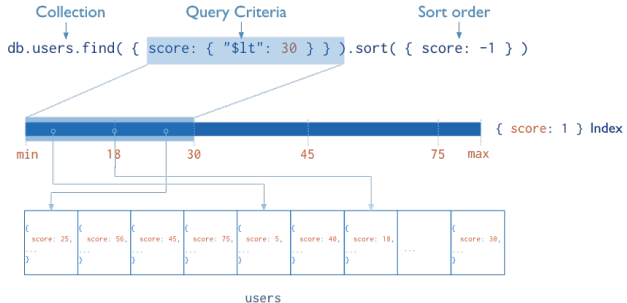 Collection Query Criteria Sort order
db.users.find( { score: { "$lt": 30 } } ).sort( { score: -1 } )
{ score: 1 } Index
min 18 30 45 75 max
{ { { { { { { {
score: 25, score: 56, score: 45, score: 75, score: 5, score: 40, score: 18, score: 30,
... ... ... ... ... ... ... ... ...
} } } } } } } }
users